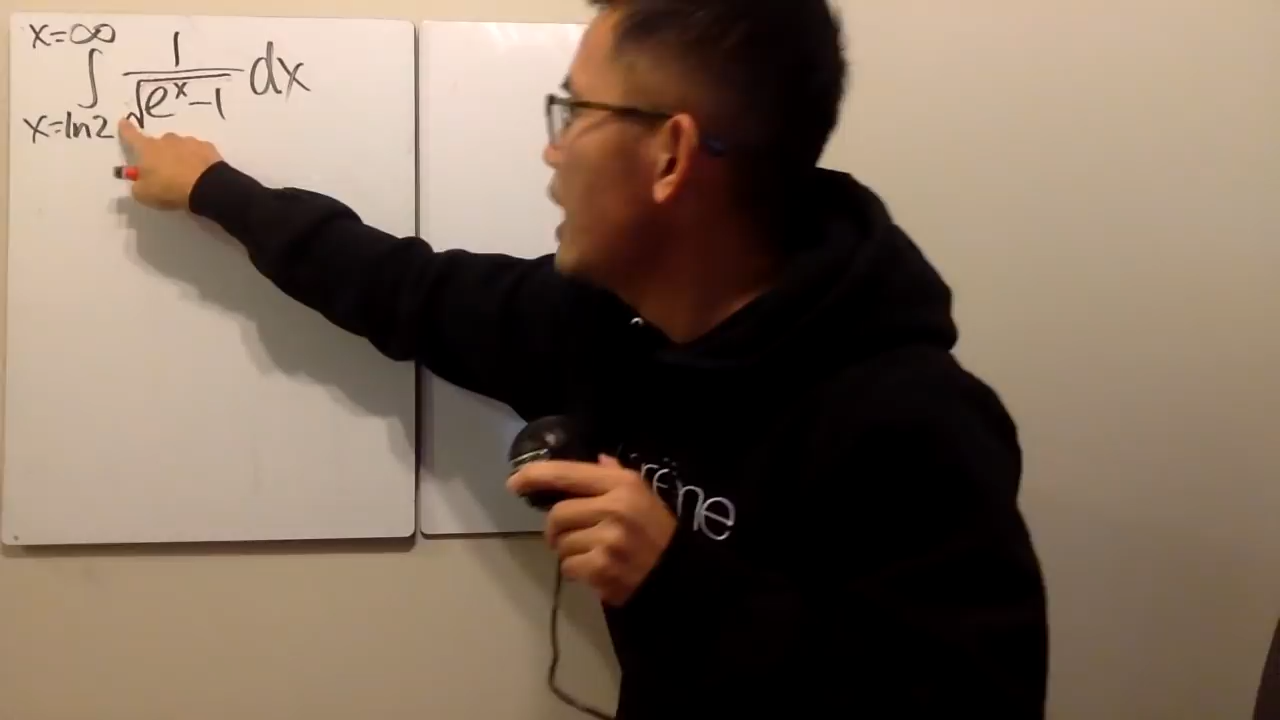 x=∞
∫ 1/√(eˣ-1) dx
x=ln2